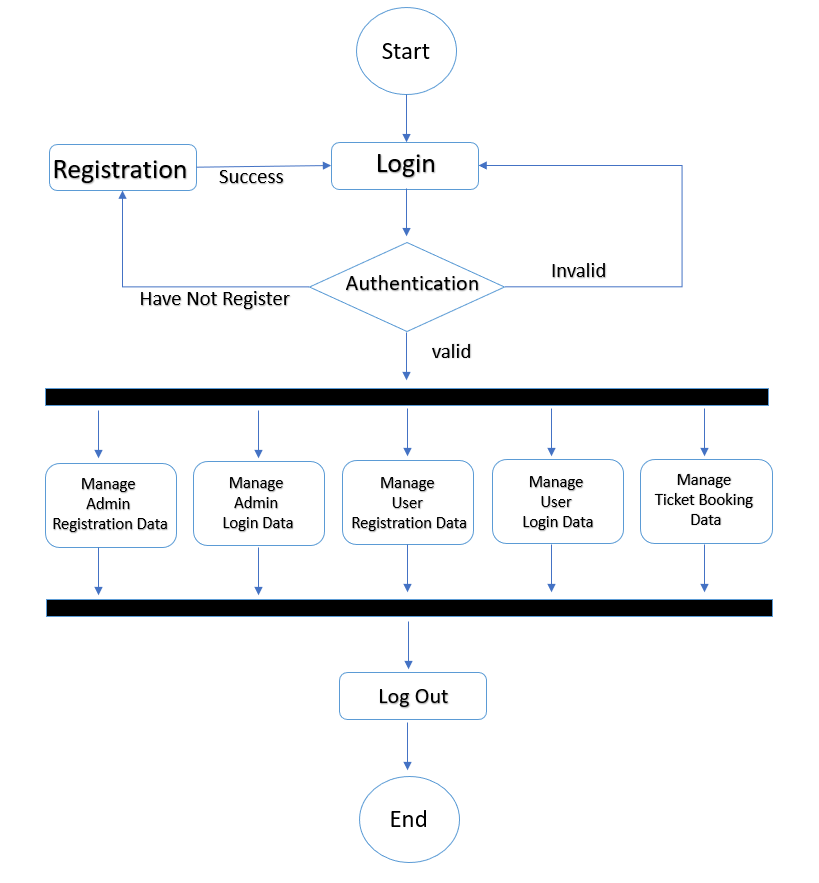 Start
Registration
Success
Login
Authentication
Invalid
Have Not Register
valid
Manage
Admin
Registration Data
Manage
Admin
Login Data
Manage
User
Registration Data
Manage
User
Login Data
Manage
Ticket Booking
Data
Log Out
End